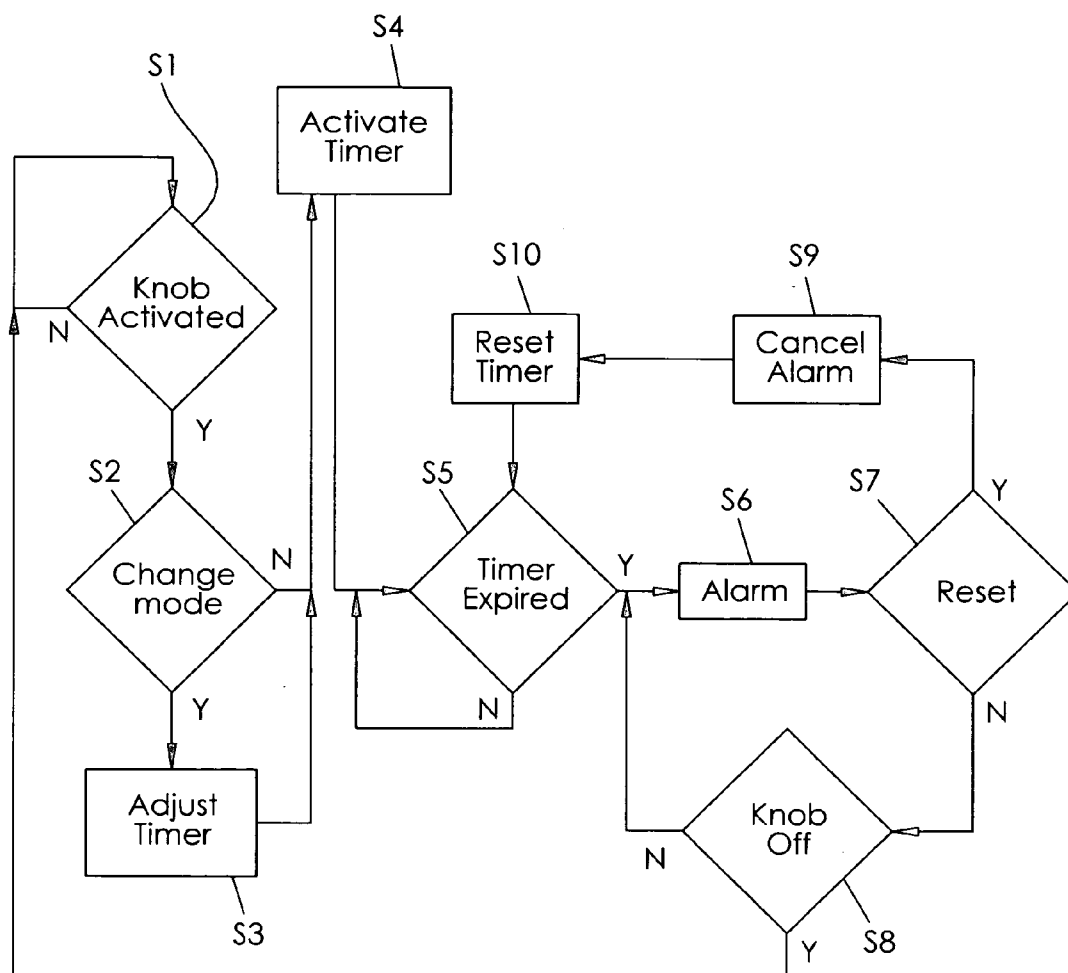 S4
S1
Activate
Timer
S10
S9
Knob
Activated
N
Reset
Timer
Cancel
Alarm
Y
S2
S5
S6
S7
Y
Change
mode
N
Timer
Expired
Y
Alarm
Reset
Y
N
N
Adjust
Timer
Knob
Off
N
S3
Y
S8